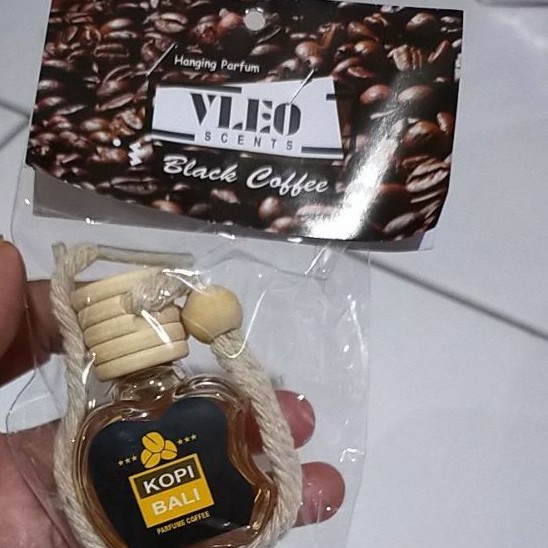 Hanging Parfum
VLEO
SCENTS
Black Coffee
KOPI
BALI
PARFUME COFFEE